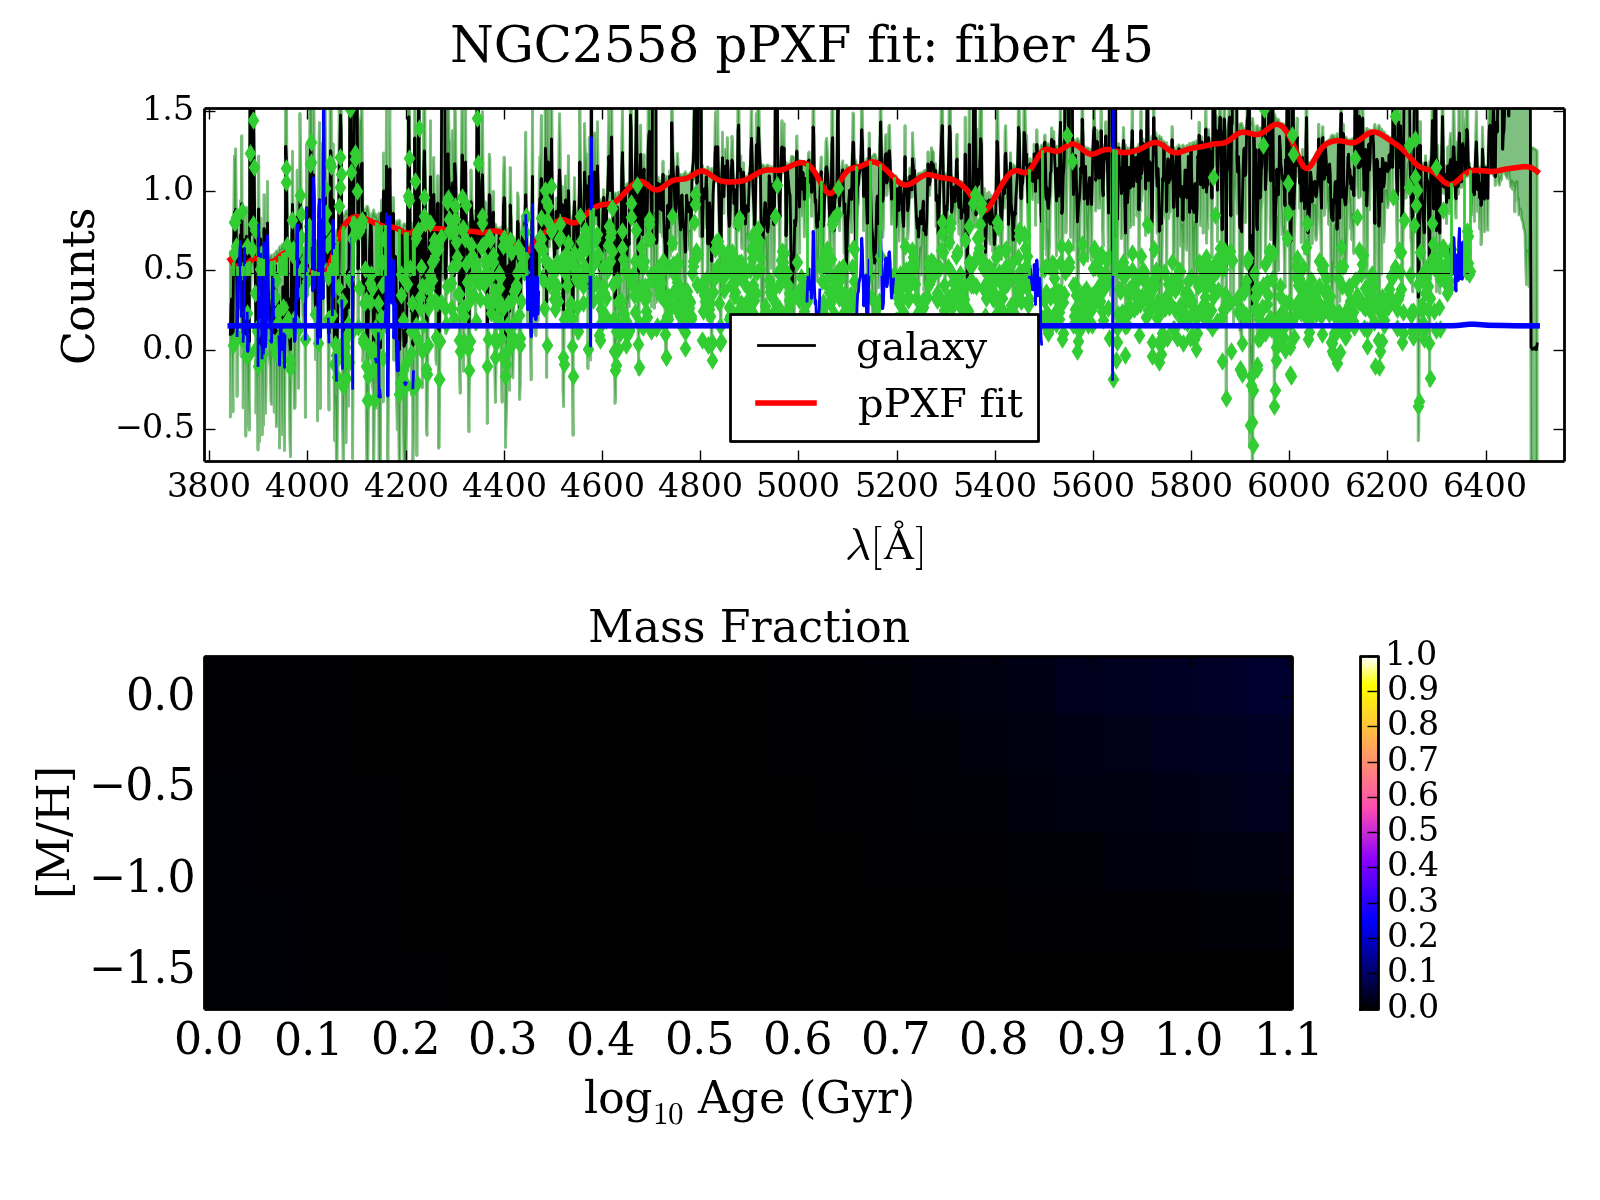 NGC2558 pPXF fit: fiber 45
1.5
1.0
0.5
0.0
−0.5
Counts
galaxy
pPXF fit
3800 4000 4200 4400 4600 4800 5000 5200 5400 5600 5800 6000 6200 6400
λ[Å]
Mass Fraction
0.0
−0.5
−1.0
−1.5
[M/H]
0.0 0.1 0.2 0.3 0.4 0.5 0.6 0.7 0.8 0.9 1.0 1.1
log₁₀ Age (Gyr)
1.0
0.9
0.8
0.7
0.6
0.5
0.4
0.3
0.2
0.1
0.0